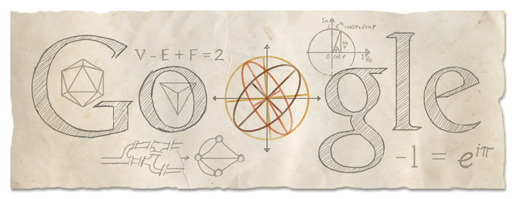 Google
V - E + F = 2
-1 = e^{iπ}